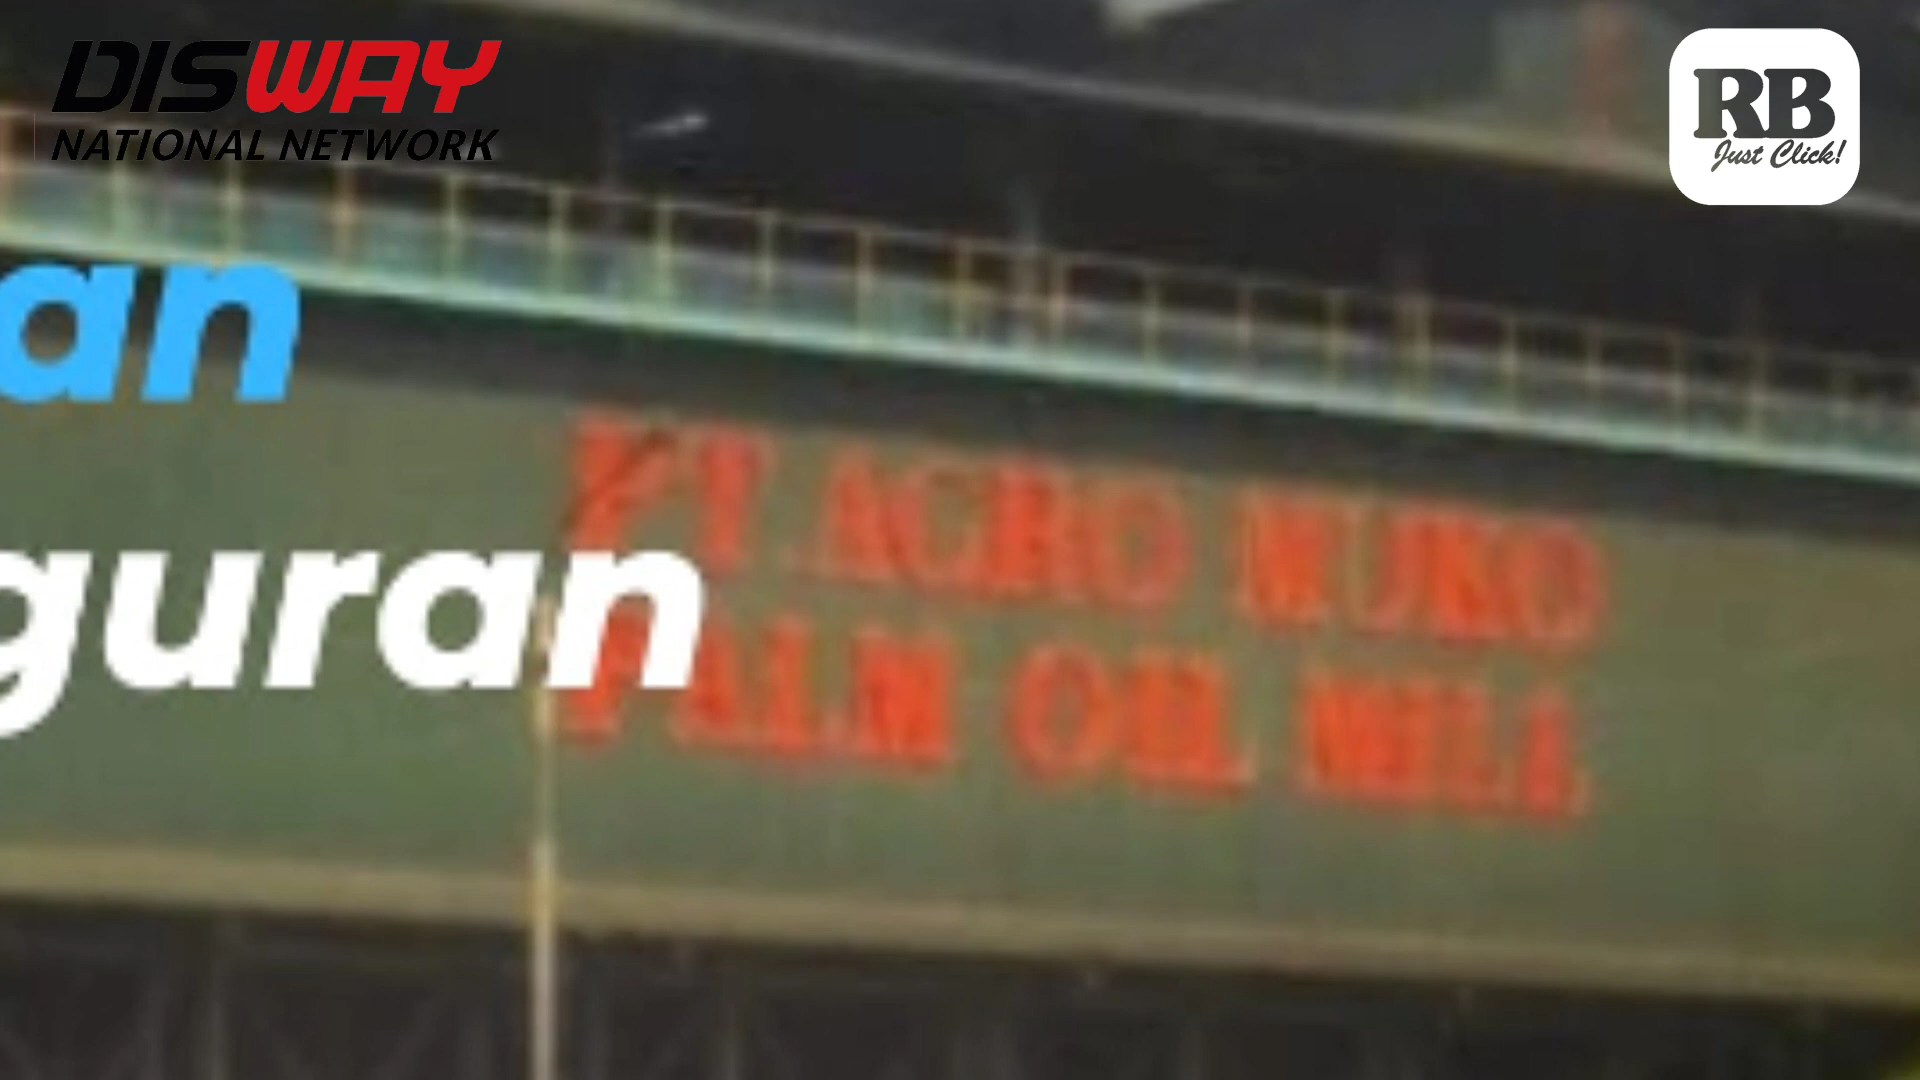 DISWAY
NATIONAL NETWORK
RB
Just Click!
an
guran
PT AGRO MUKO
PALM OIL MILL